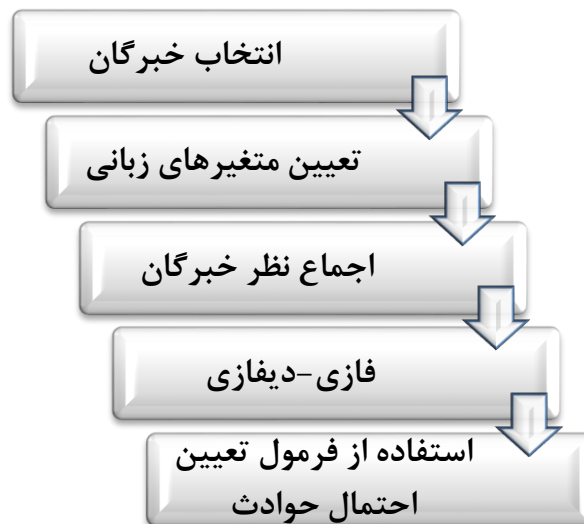 انتخاب خبرگان
تعیین متغیرهای زبانی
اجماع نظر خبرگان
فازی-دیفازی
استفاده از فرمول تعیین
احتمال حوادث